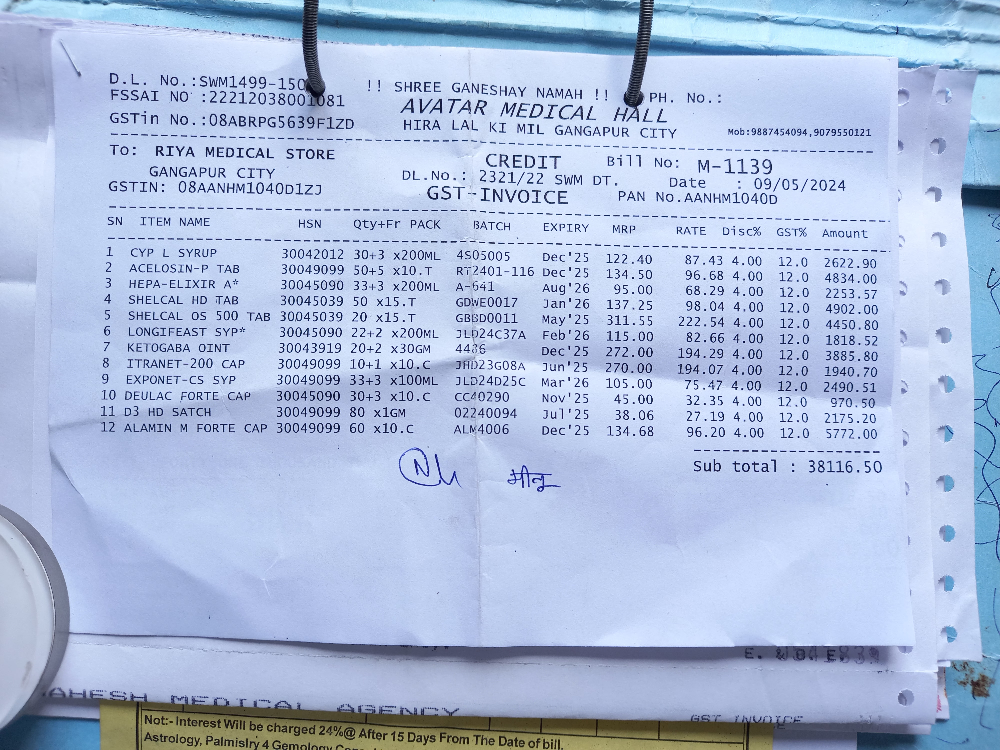 !! SHREE GANESHAY NAMAH !! PH. No.:
D.L. No.:SWM1499-150
FSSAI NO :22212038001081
AVATAR MEDICAL HALL
GSTin No.:08ABRPG5639F1ZD
HIRA LAL KI MIL GANGAPUR CITY
Mob:9887454094,9079550121
To: RIYA MEDICAL STORE
GANGAPUR CITY
GSTIN: 08AANHM1040D1ZJ
CREDIT Bill No: M-1139
DL.No.: 2321/22 SWM DT. Date : 09/05/2024
GST-INVOICE PAN No.AANHM1040D
SN ITEM NAME HSN Qty+Fr PACK BATCH EXPIRY MRP RATE Disc% GST% Amount
1 CYP L SYRUP 30042012 30+3 x200ML 4S05005 Dec'25 122.40 87.43 4.00 12.0 2622.90
2 ACELOSIN-P TAB 30049099 50+5 x10.T RT2401-116 Dec'25 134.50 96.68 4.00 12.0 4834.00
3 HEPA-ELIXIR A* 30045090 33+3 x200ML A-641 Aug'26 95.00 68.29 4.00 12.0 2253.57
4 SHELCAL HD TAB 30045039 50 x15.T GDWE0017 Jan'26 137.25 98.04 4.00 12.0 4902.00
5 SHELCAL OS 500 TAB 30045039 20 x15.T GBBD0011 May'25 311.55 222.54 4.00 12.0 4450.80
6 LONGIFEAST SYP* 30045090 22+2 x200ML JLD24C37A Feb'26 115.00 82.66 4.00 12.0 1818.52
7 KETOGABA OINT 30043919 20+2 x30GM 4486 Dec'25 272.00 194.29 4.00 12.0 3885.80
8 ITRANET-200 CAP 30049099 10+1 x10.C JHD23G08A Jun'25 270.00 194.07 4.00 12.0 1940.70
9 EXPONET-CS SYP 30049099 33+3 x100ML JLD24D25C Mar'26 105.00 75.47 4.00 12.0 2490.51
10 DEULAC FORTE CAP 30045090 30+3 x10.C CC40290 Nov'25 45.00 32.35 4.00 12.0 970.50
11 D3 HD SATCH 30049099 80 x1GM 02240094 Jul'25 38.06 27.19 4.00 12.0 2175.20
12 ALAMIN M FORTE CAP 30049099 60 x10.C ALM4006 Dec'25 134.68 96.20 4.00 12.0 5772.00
Sub total : 38116.50
मीनू
E. & O.E
AHESH MEDICAL AGENCY GST INVOICE
Not:- Interest Will be charged 24%@ After 15 Days From The Date of bill.
Astrology, Palmistry 4 Gemology